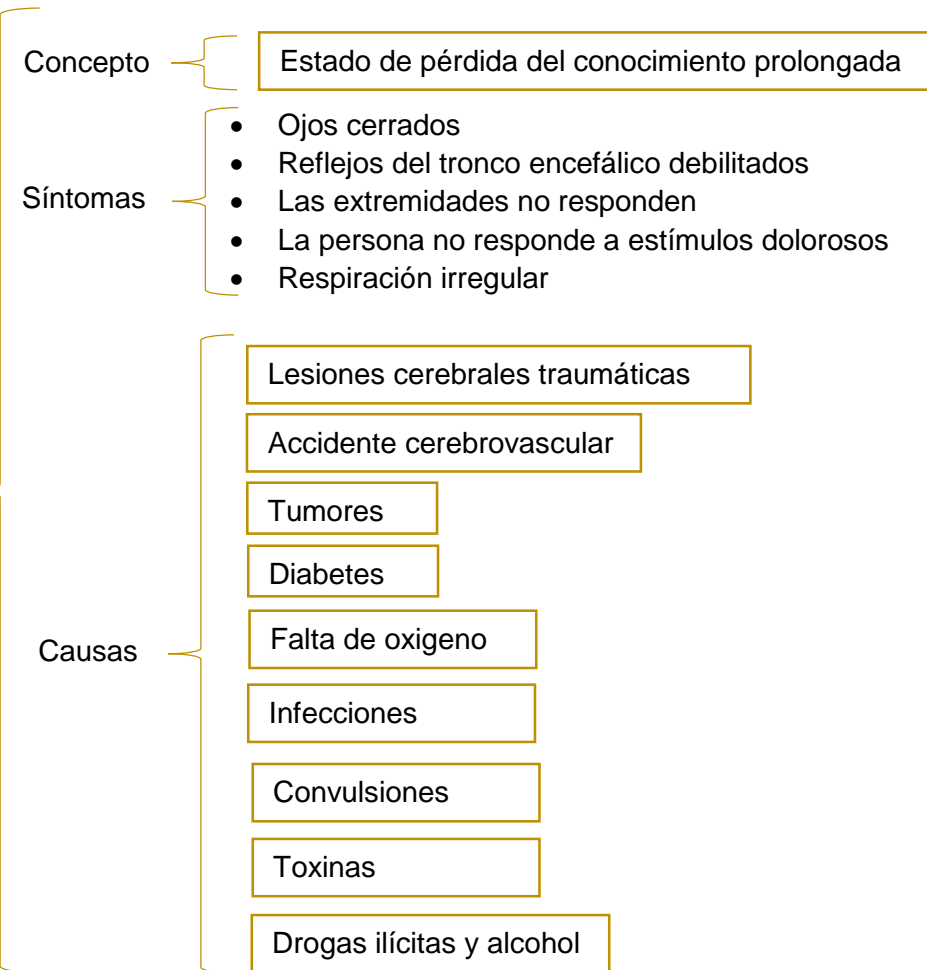 Concepto
Estado de pérdida del conocimiento prolongada
Síntomas
• Ojos cerrados
• Reflejos del tronco encefálico debilitados
• Las extremidades no responden
• La persona no responde a estímulos dolorosos
• Respiración irregular
Causas
Lesiones cerebrales traumáticas
Accidente cerebrovascular
Tumores
Diabetes
Falta de oxigeno
Infecciones
Convulsiones
Toxinas
Drogas ilícitas y alcohol